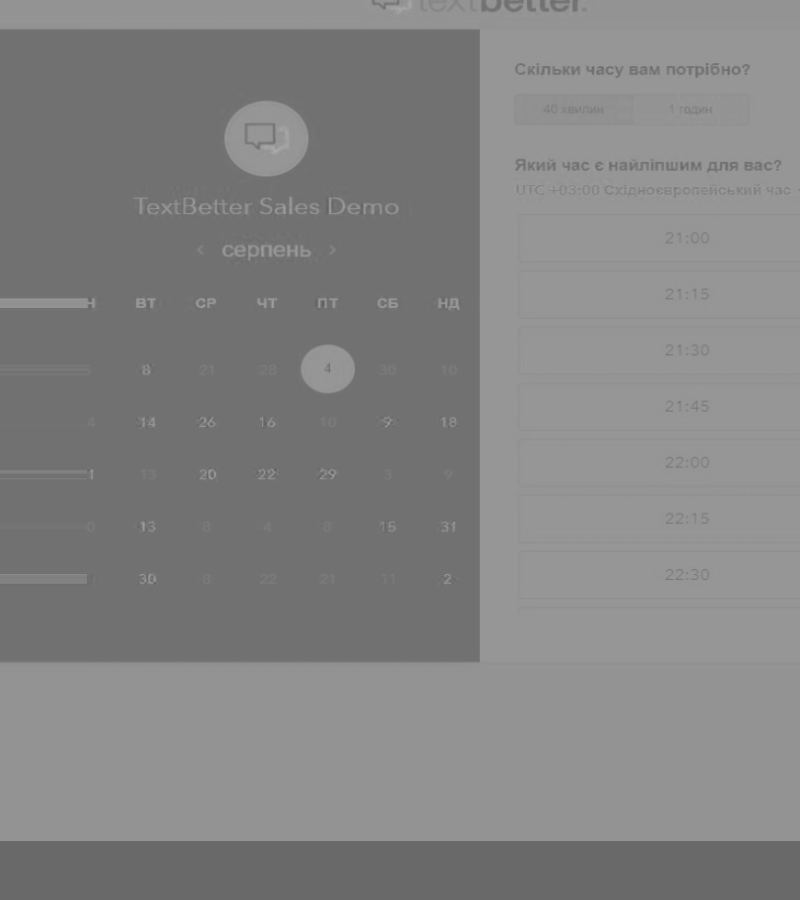 textbetter.
TextBetter Sales Demo
‹ серпень ›
Н ВТ СР ЧТ ПТ СБ НД
8 21 28 4 30 10
4 14 26 16 10 9 18
1 13 20 22 29 3 9
0 13 8 4 8 15 31
30 8 22 21 11 2
Скільки часу вам потрібно?
40 хвилин 1 годин
Який час є найліпшим для вас?
UTC +03:00 Східноєвропейський час
21:00
21:15
21:30
21:45
22:00
22:15
22:30